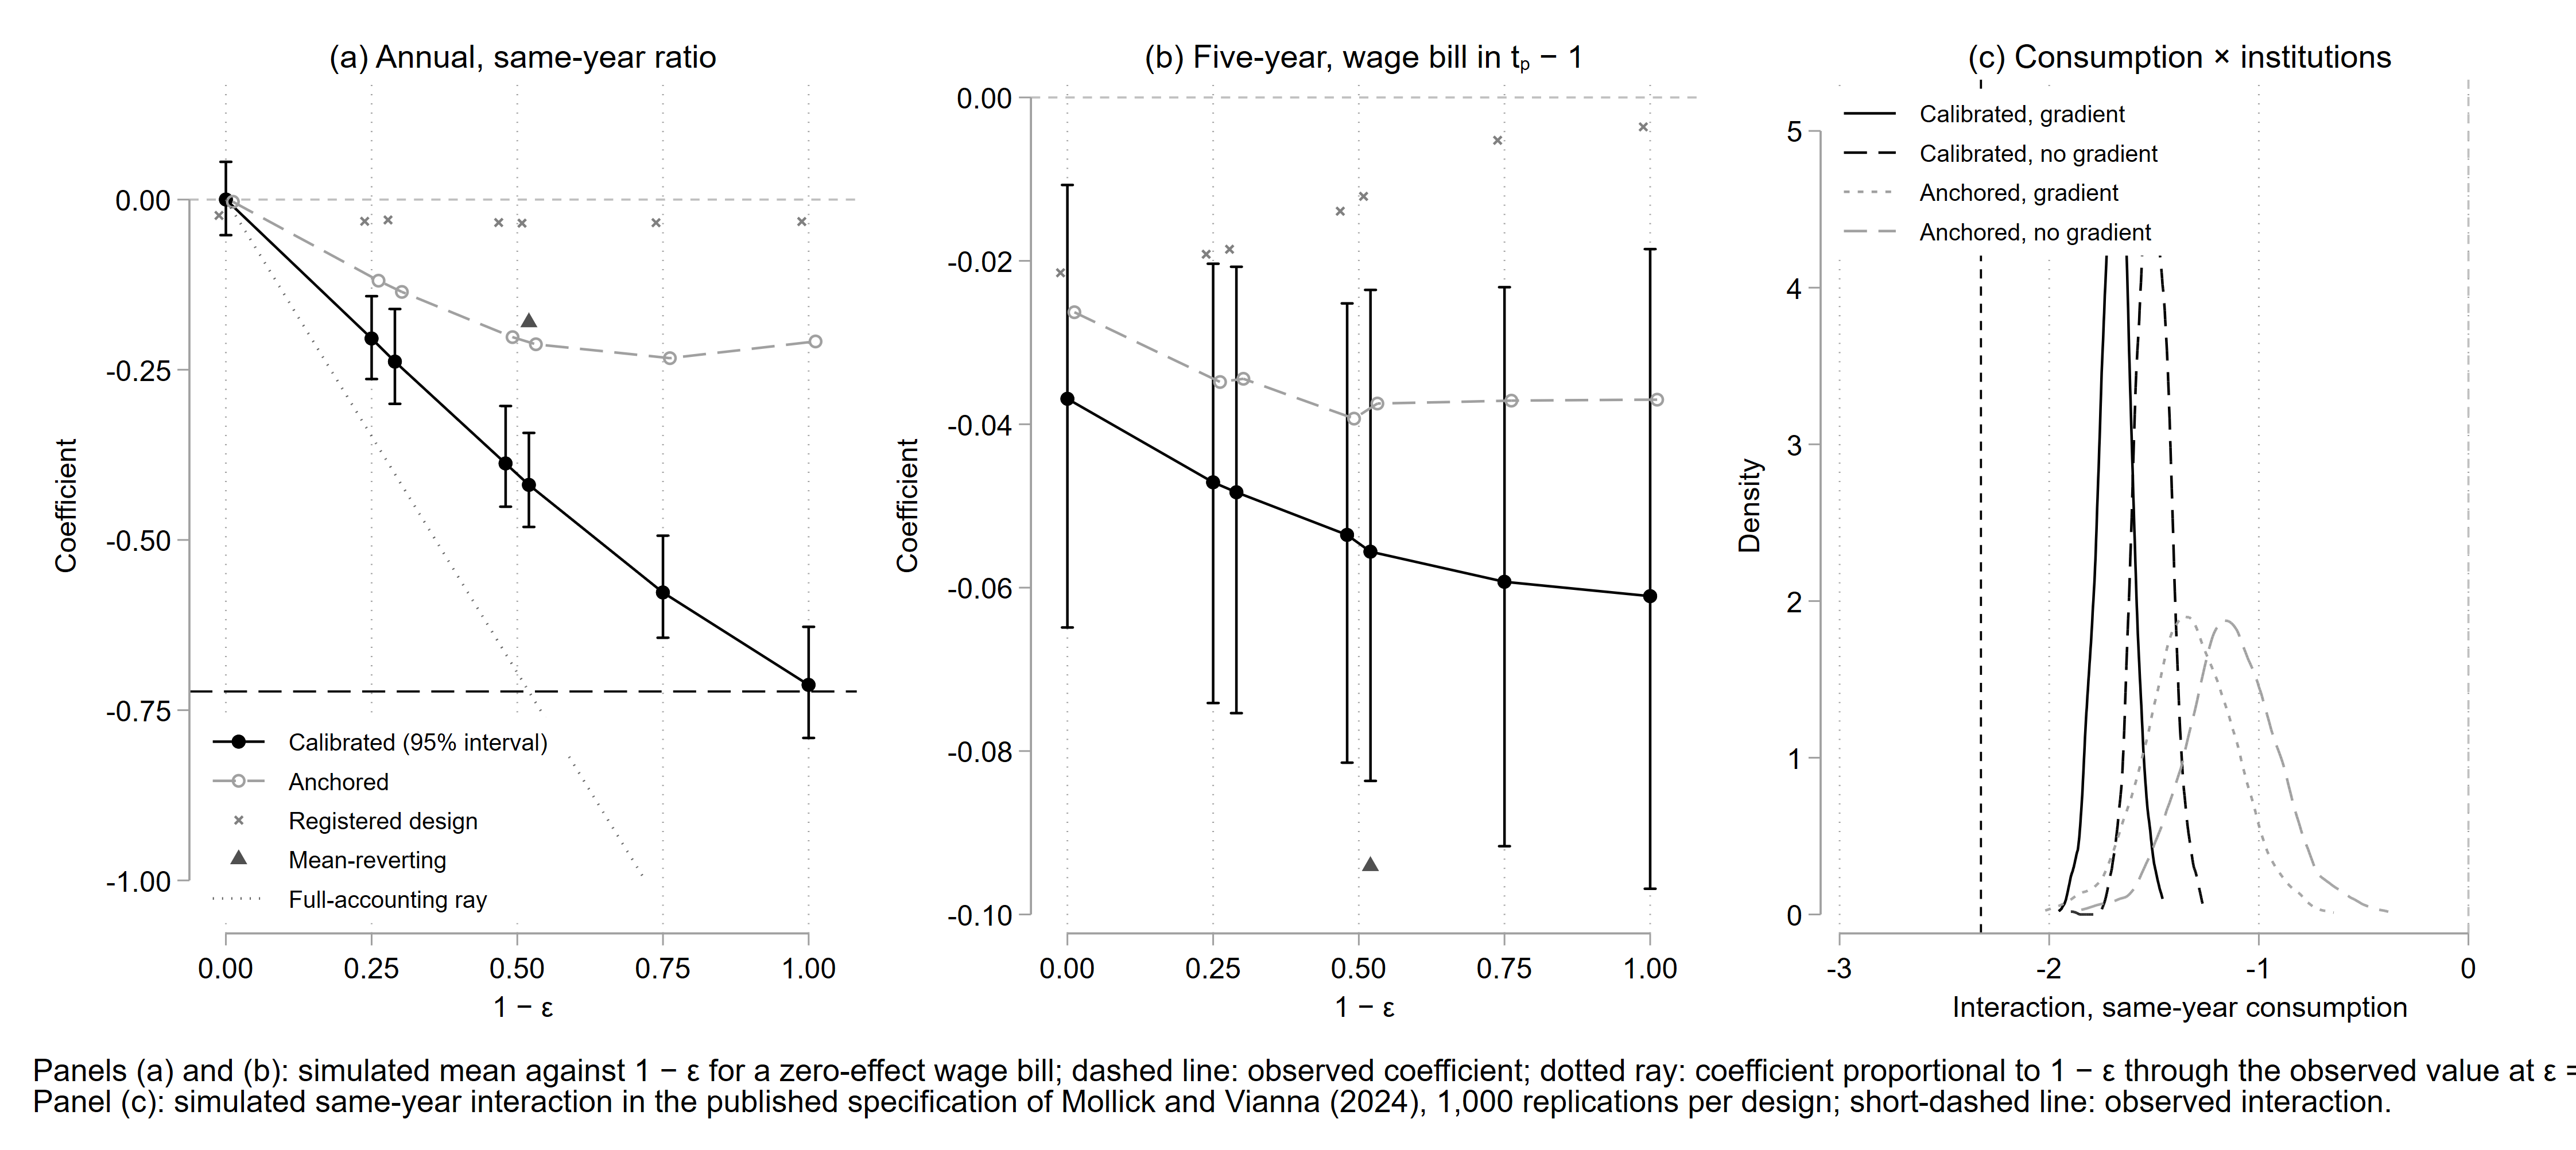 (a) Annual, same-year ratio
0.00
-0.25
-0.50
-0.75
-1.00
Coefficient
Calibrated (95% interval)
Anchored
Registered design
Mean-reverting
Full-accounting ray
0.00 0.25 0.50 0.75 1.00
1 − ε
(b) Five-year, wage bill in tₚ − 1
0.00
-0.02
-0.04
-0.06
-0.08
-0.10
Coefficient
0.00 0.25 0.50 0.75 1.00
1 − ε
(c) Consumption × institutions
Calibrated, gradient
Calibrated, no gradient
Anchored, gradient
Anchored, no gradient
5
4
3
2
1
0
Density
-3 -2 -1 0
Interaction, same-year consumption
Panels (a) and (b): simulated mean against 1 − ε for a zero-effect wage bill; dashed line: observed coefficient; dotted ray: coefficient proportional to 1 − ε through the observed value at ε =
Panel (c): simulated same-year interaction in the published specification of Mollick and Vianna (2024), 1,000 replications per design; short-dashed line: observed interaction.